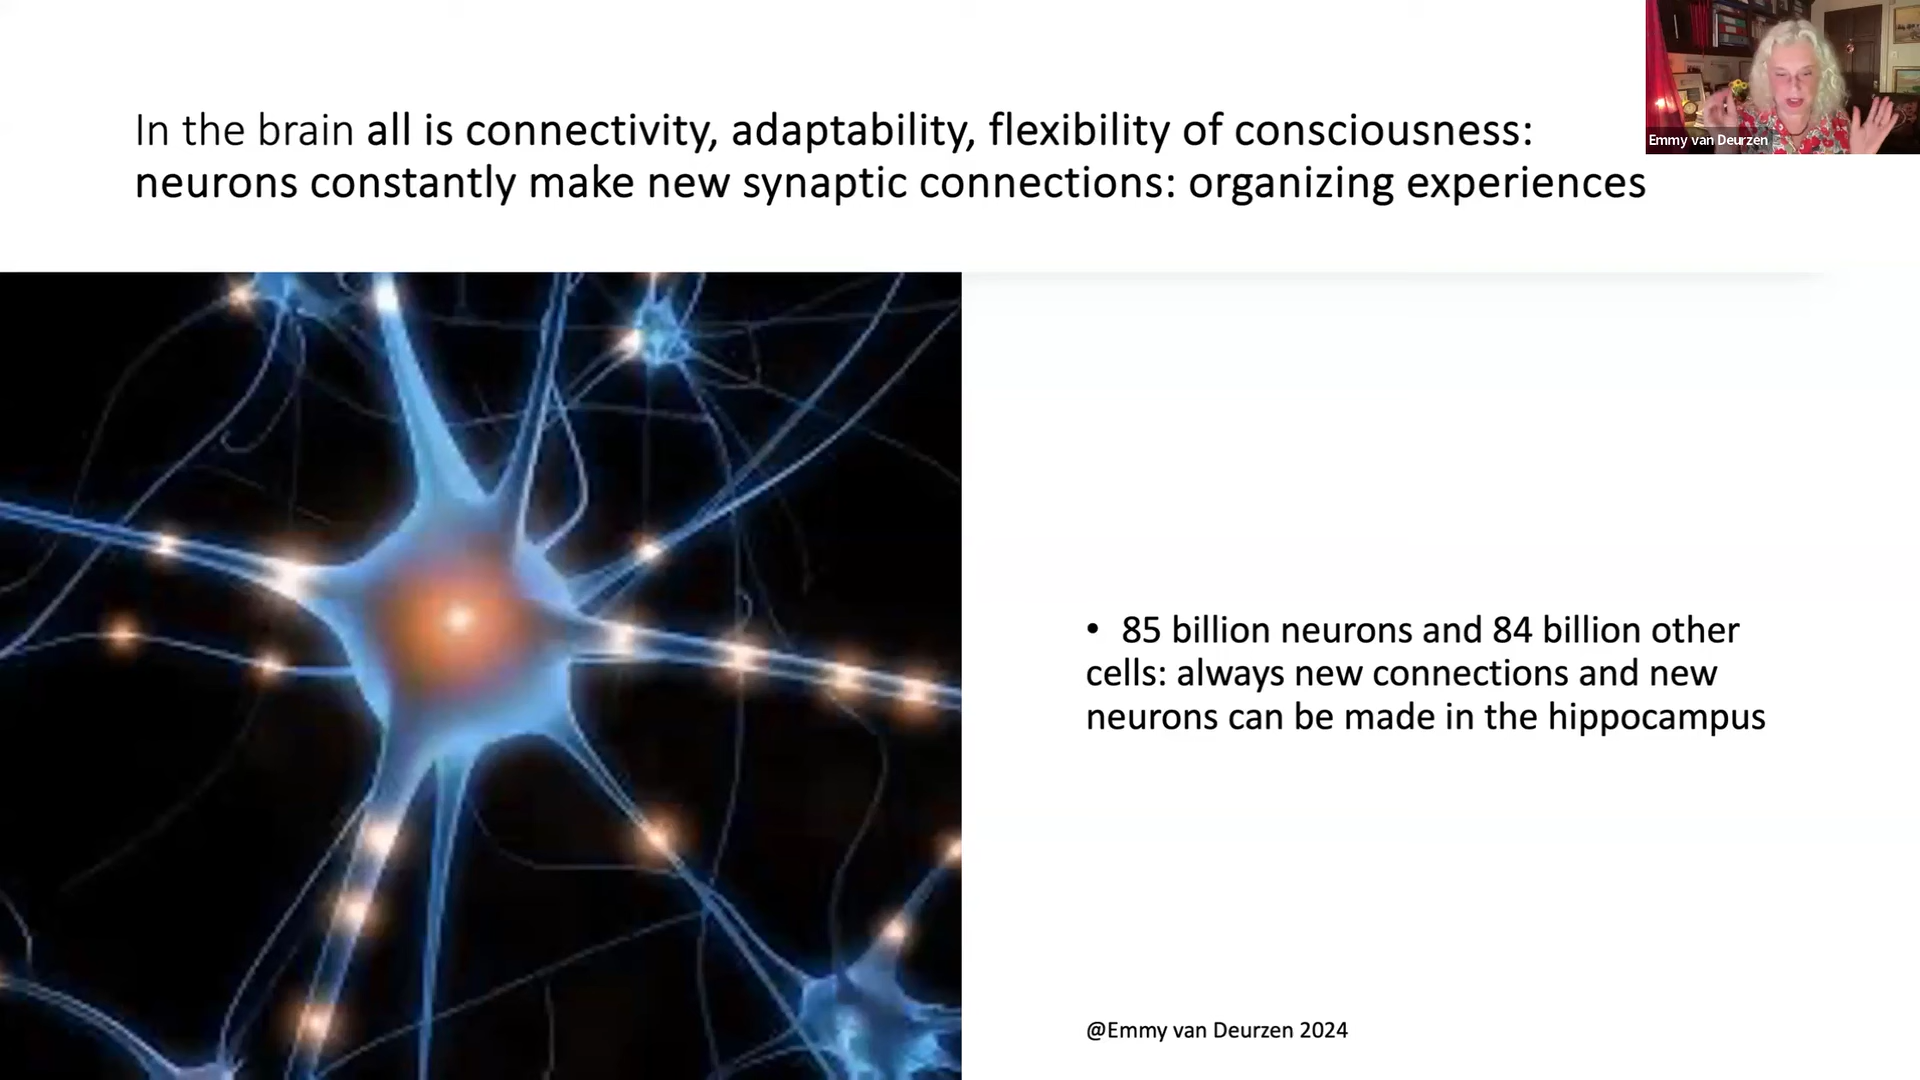 In the brain all is connectivity, adaptability, flexibility of consciousness:
neurons constantly make new synaptic connections: organizing experiences
Emmy van Deurzen
• 85 billion neurons and 84 billion other
cells: always new connections and new
neurons can be made in the hippocampus
@Emmy van Deurzen 2024